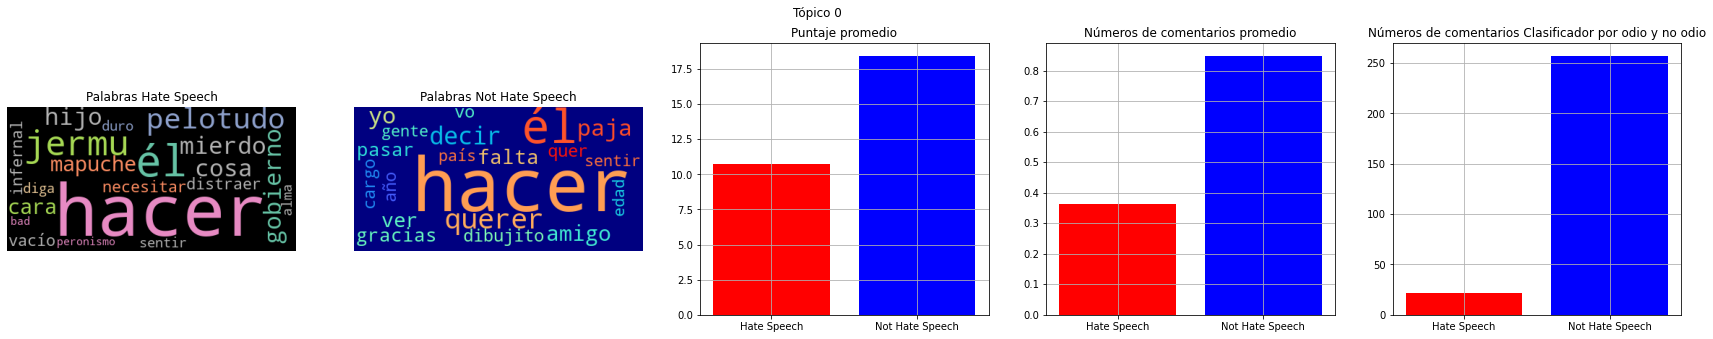 Tópico 0
Palabras Hate Speech
hijo
duro
pelotudo
infernal
jermu
él
mierdo
gobierno
mapuche
cosa
diga
necesitar
distraer
alma
cara
hacer
bad
vacío
peronismo
sentir
Palabras Not Hate Speech
yo
vo
gente
decir
él
paja
pasar
país
falta
quer
sentir
cargo
año
hacer
edad
ver
querer
gracias
dibujito
amigo
Puntaje promedio
17.5
15.0
12.5
10.0
7.5
5.0
2.5
0.0
Hate Speech
Not Hate Speech
Números de comentarios promedio
0.8
0.7
0.6
0.5
0.4
0.3
0.2
0.1
0.0
Hate Speech
Not Hate Speech
Números de comentarios Clasificador por odio y no odio
250
200
150
100
50
0
Hate Speech
Not Hate Speech